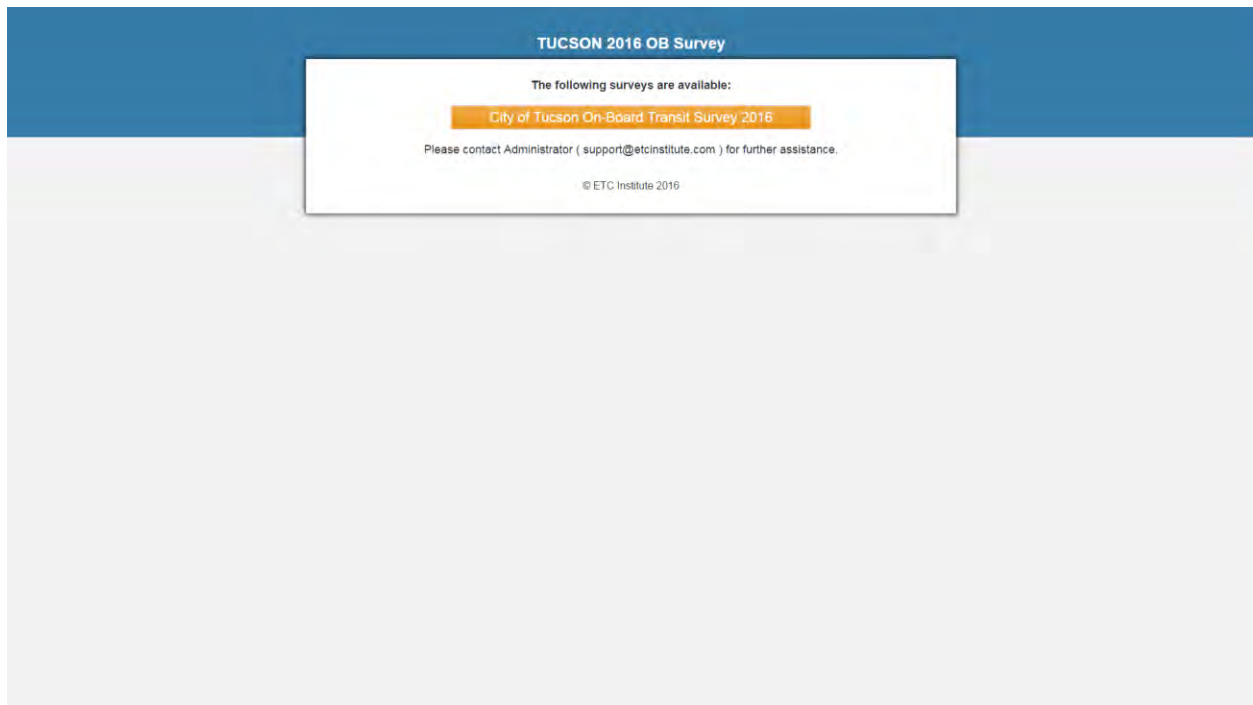 TUCSON 2016 OB Survey
The following surveys are available:
City of Tucson On-Board Transit Survey 2016
Please contact Administrator ( support@etcinstitute.com ) for further assistance.
© ETC Institute 2016